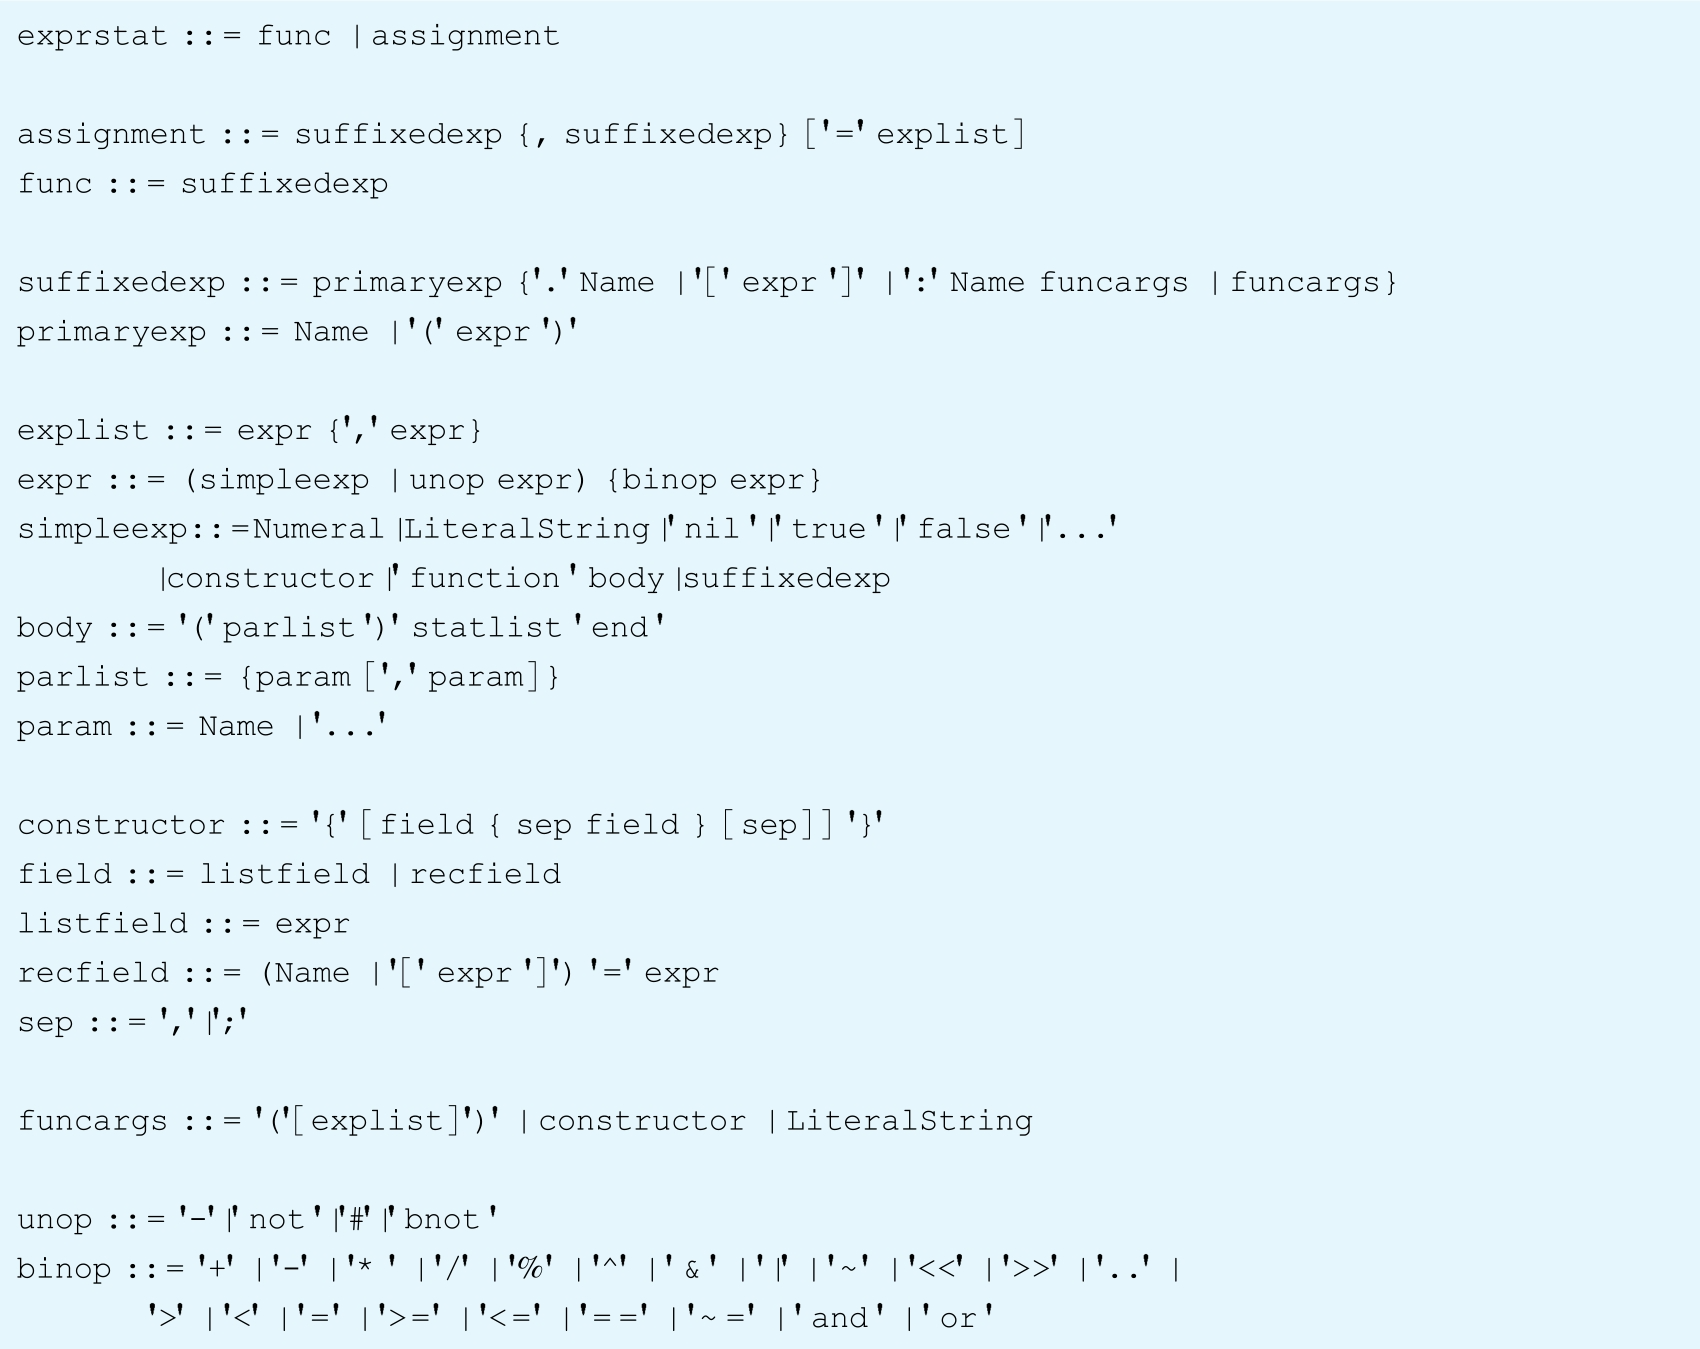 exprstat ::= func | assignment
assignment ::= suffixedexp {, suffixedexp} ['=' explist]
func ::= suffixedexp
suffixedexp ::= primaryexp {'.' Name | '[' expr ']' | ':' Name funcargs | funcargs}
primaryexp ::= Name | '(' expr ')'
explist ::= expr {',' expr}
expr ::= (simpleexp | unop expr) {binop expr}
simpleexp::=Numeral |LiteralString |'nil' |'true' |'false' |'...'
|constructor |'function' body |suffixedexp
body ::= '(' parlist ')' statlist 'end'
parlist ::= {param [',' param]}
param ::= Name | '...'
constructor ::= '{' [ field { sep field } [ sep]] '}'
field ::= listfield | recfield
listfield ::= expr
recfield ::= (Name | '[' expr ']') '=' expr
sep ::= ',' |';'
funcargs ::= '('[ explist]')' | constructor | LiteralString
unop ::= '-' |'not' |'#' |'bnot'
binop ::= '+' | '-' | '* ' | '/' | '%' | '^' | ' & ' | '|' | '~' | '<<' | '>>' | '..' |
'>' | '<' | '=' | '>=' | '<=' | '==' | '~=' | 'and' | 'or'